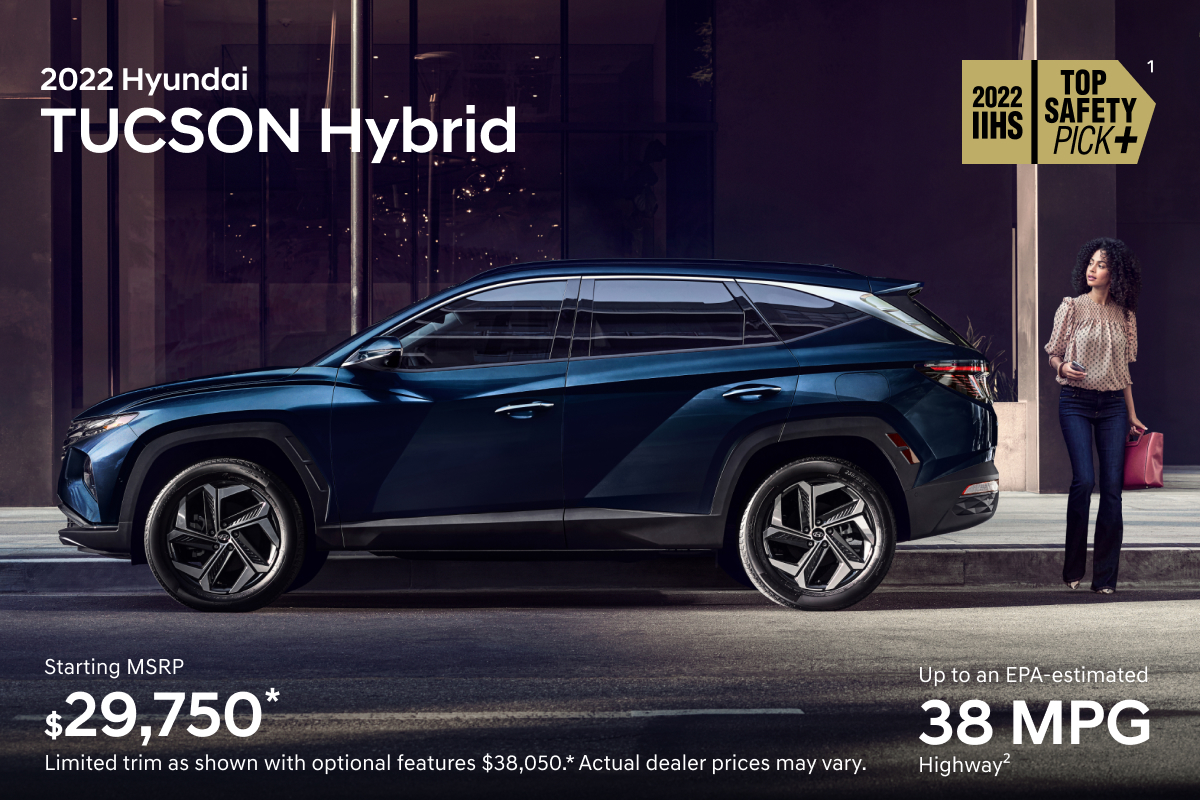 2022 Hyundai
TUCSON Hybrid
2022
IIHS
TOP
SAFETY
PICK+
1
Starting MSRP
$29,750*
Limited trim as shown with optional features $38,050.* Actual dealer prices may vary.
Up to an EPA-estimated
38 MPG
Highway²